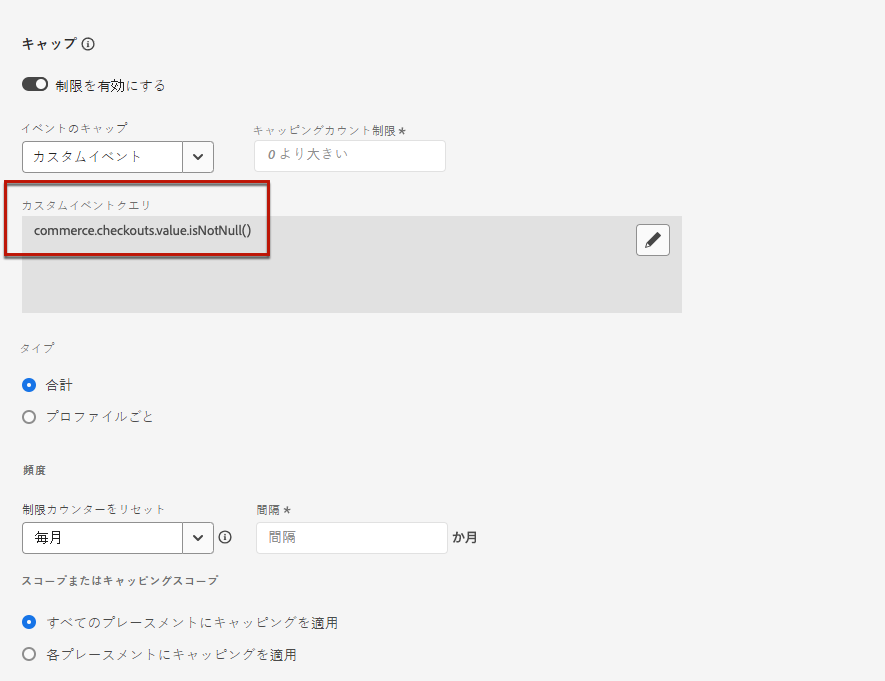 キャップ
制限を有効にする
イベントのキャップ
キャッピングカウント制限 *
カスタムイベント
0 より大きい
カスタムイベントクエリ
commerce.checkouts.value.isNotNull()
タイプ
合計
プロファイルごと
頻度
制限カウンターをリセット
間隔 *
毎月
間隔
か月
スコープまたはキャッピングスコープ
すべてのプレースメントにキャッピングを適用
各プレースメントにキャッピングを適用